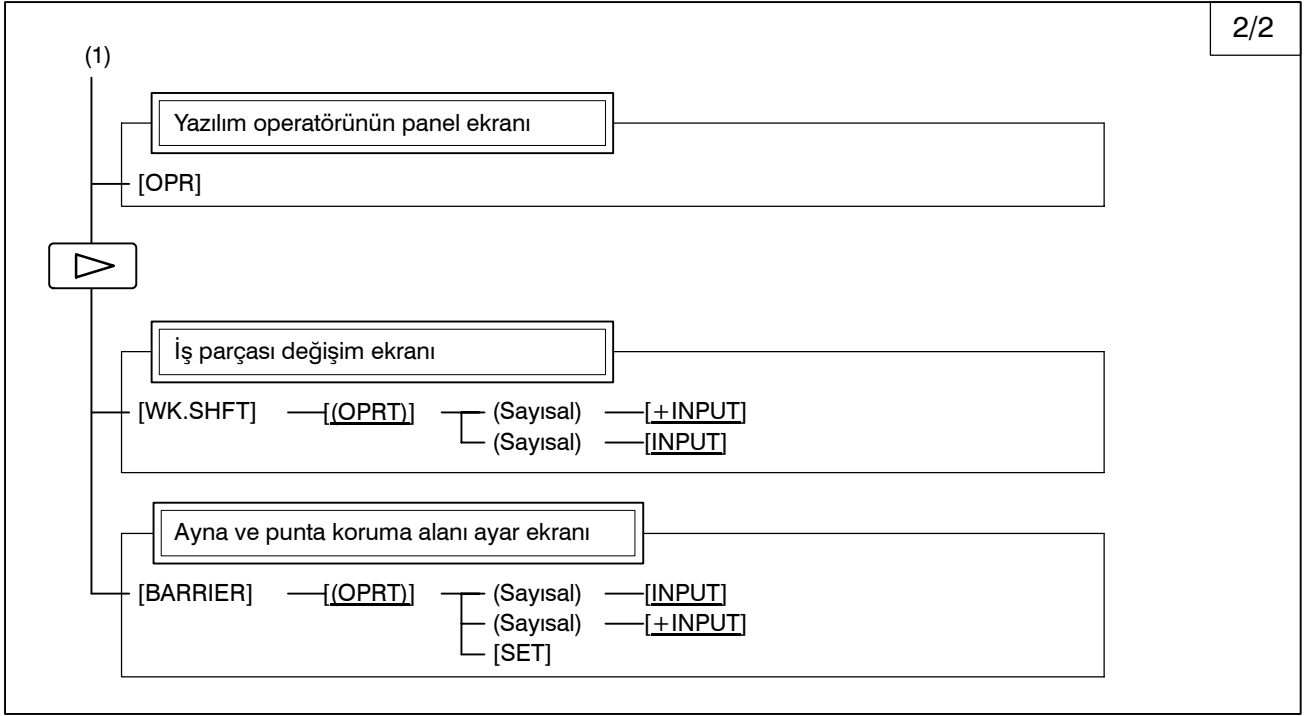 2/2
(1)
Yazılım operatörünün panel ekranı
[OPR]
İş parçası değişim ekranı
[WK.SHFT] [(OPRT)] (Sayısal) [+INPUT]
(Sayısal) [INPUT]
Ayna ve punta koruma alanı ayar ekranı
[BARRIER] [(OPRT)] (Sayısal) [INPUT]
(Sayısal) [+INPUT]
[SET]